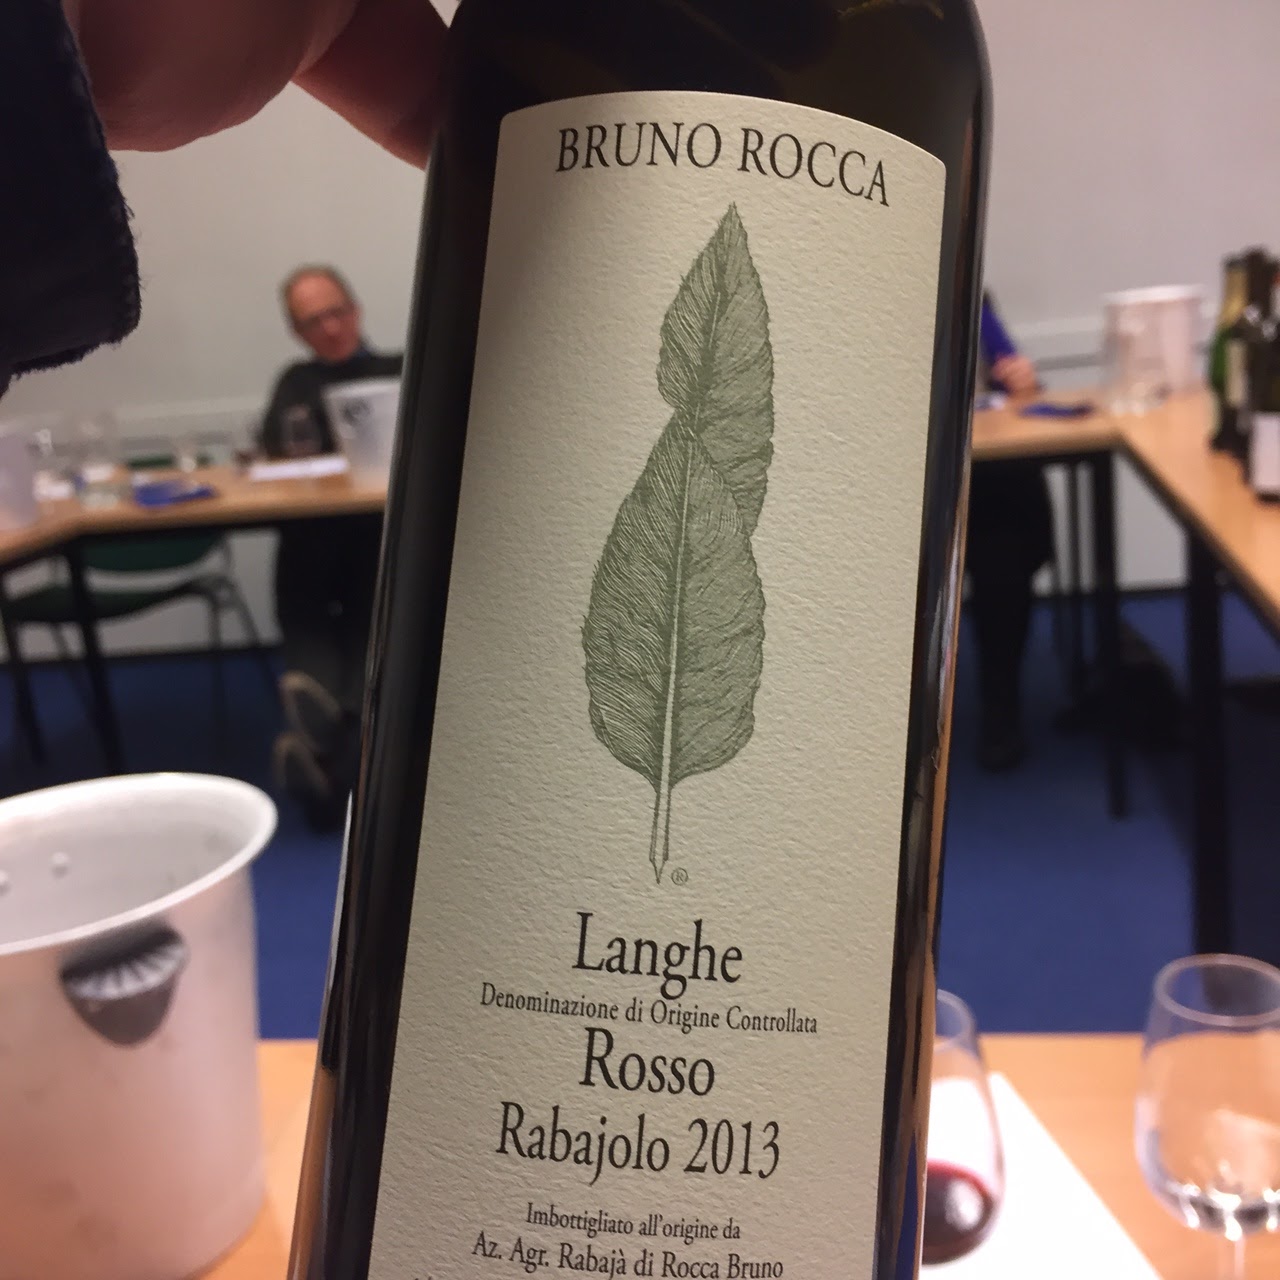 BRUNO ROCCA
®
Langhe
Denominazione di Origine Controllata
Rosso
Rabajolo 2013
Imbottigliato all'origine da
Az. Agr. Rabajà di Rocca Bruno